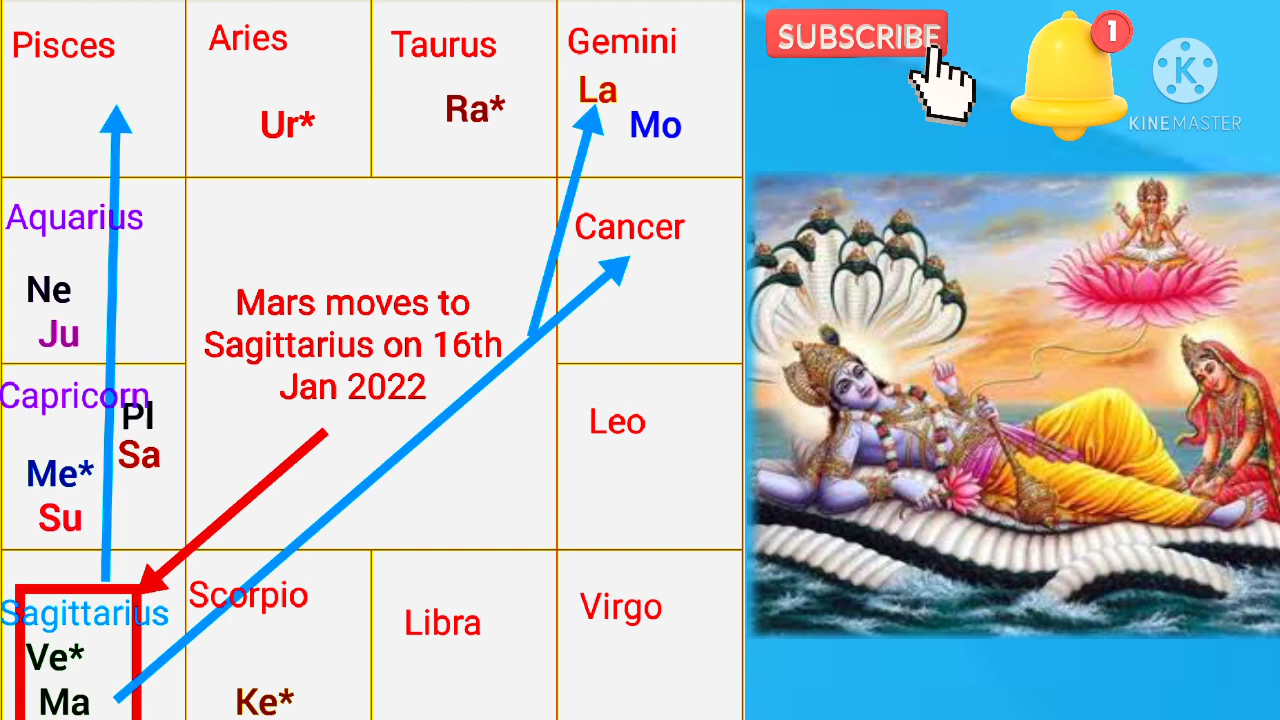 Pisces
Aries
Taurus
Gemini
La
Ur*
Ra*
Mo
Aquarius
Cancer
Ne
Ju
Mars moves to
Sagittarius on 16th
Jan 2022
Capricorn
Pl
Sa
Me*
Su
Leo
Sagittarius
Ve*
Ma
Scorpio
Ke*
Libra
Virgo
SUBSCRIBE
1
K
KINEMASTER